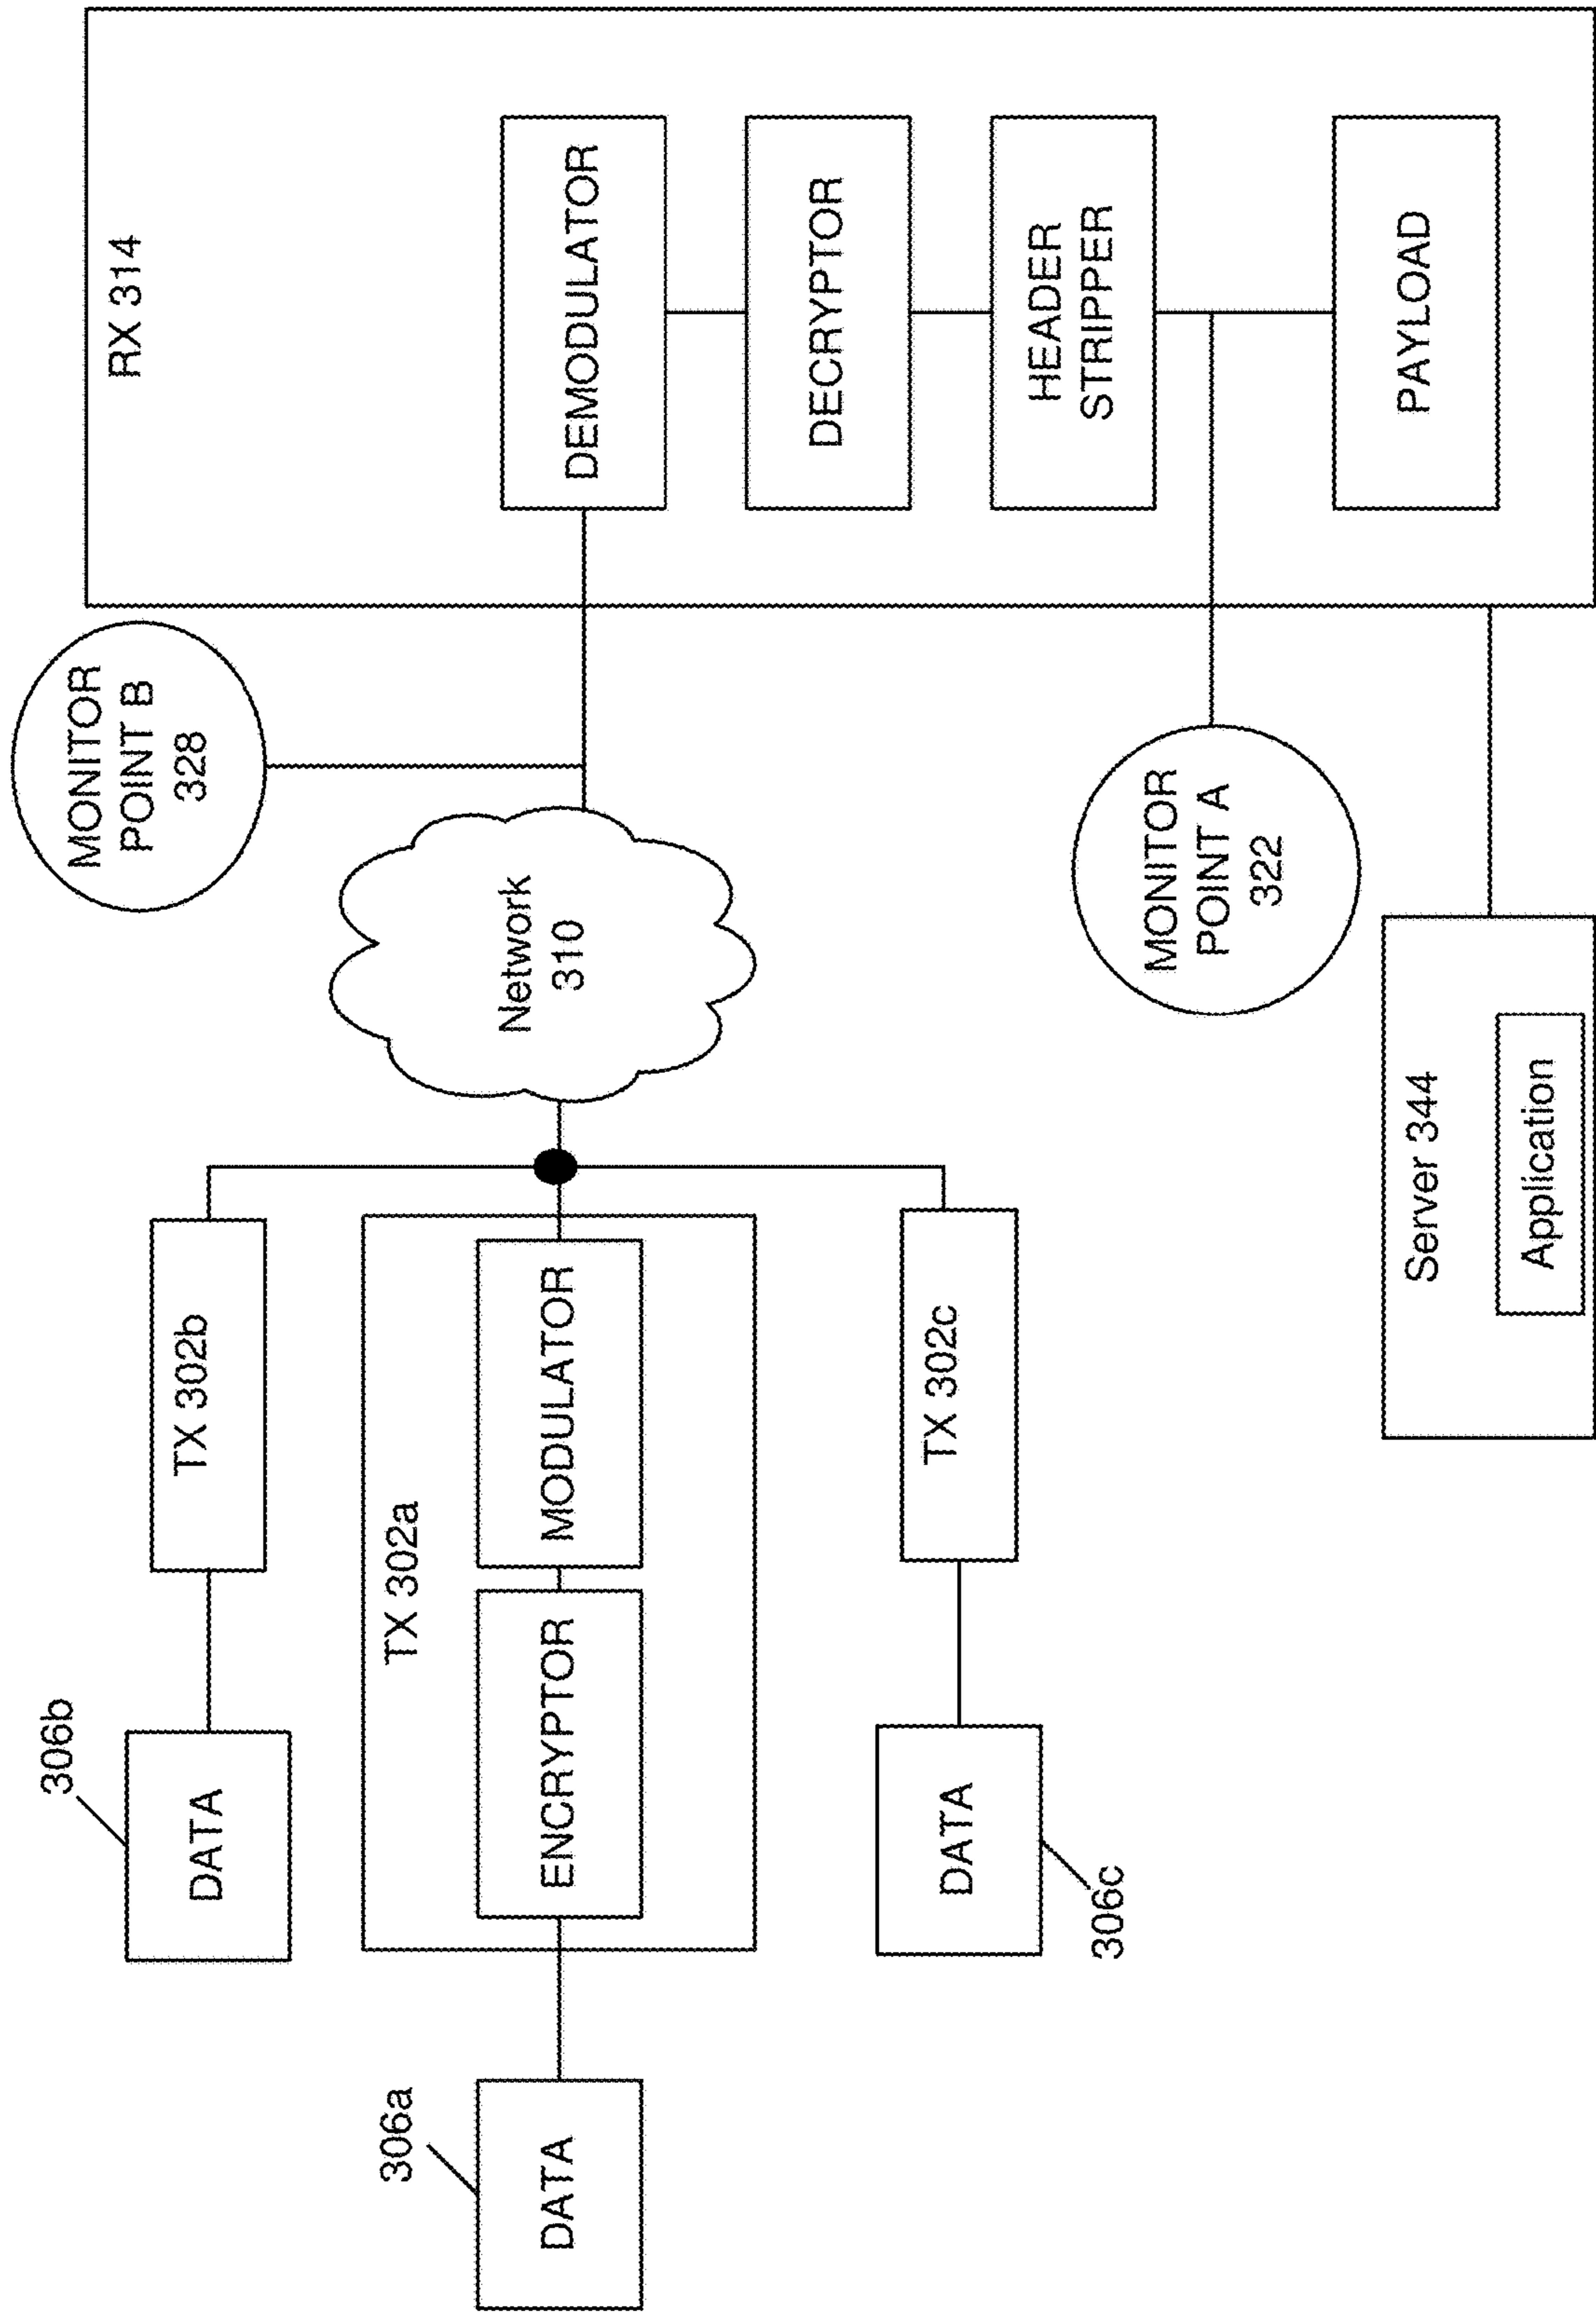 306b
DATA
TX 302b
306a
DATA
TX 302a
ENCRYPTOR
MODULATOR
306c
DATA
TX 302c
Network
310
MONITOR
POINT B
328
MONITOR
POINT A
322
Server 344
Application
RX 314
DEMODULATOR
DECRYPTOR
HEADER
STRIPPER
PAYLOAD